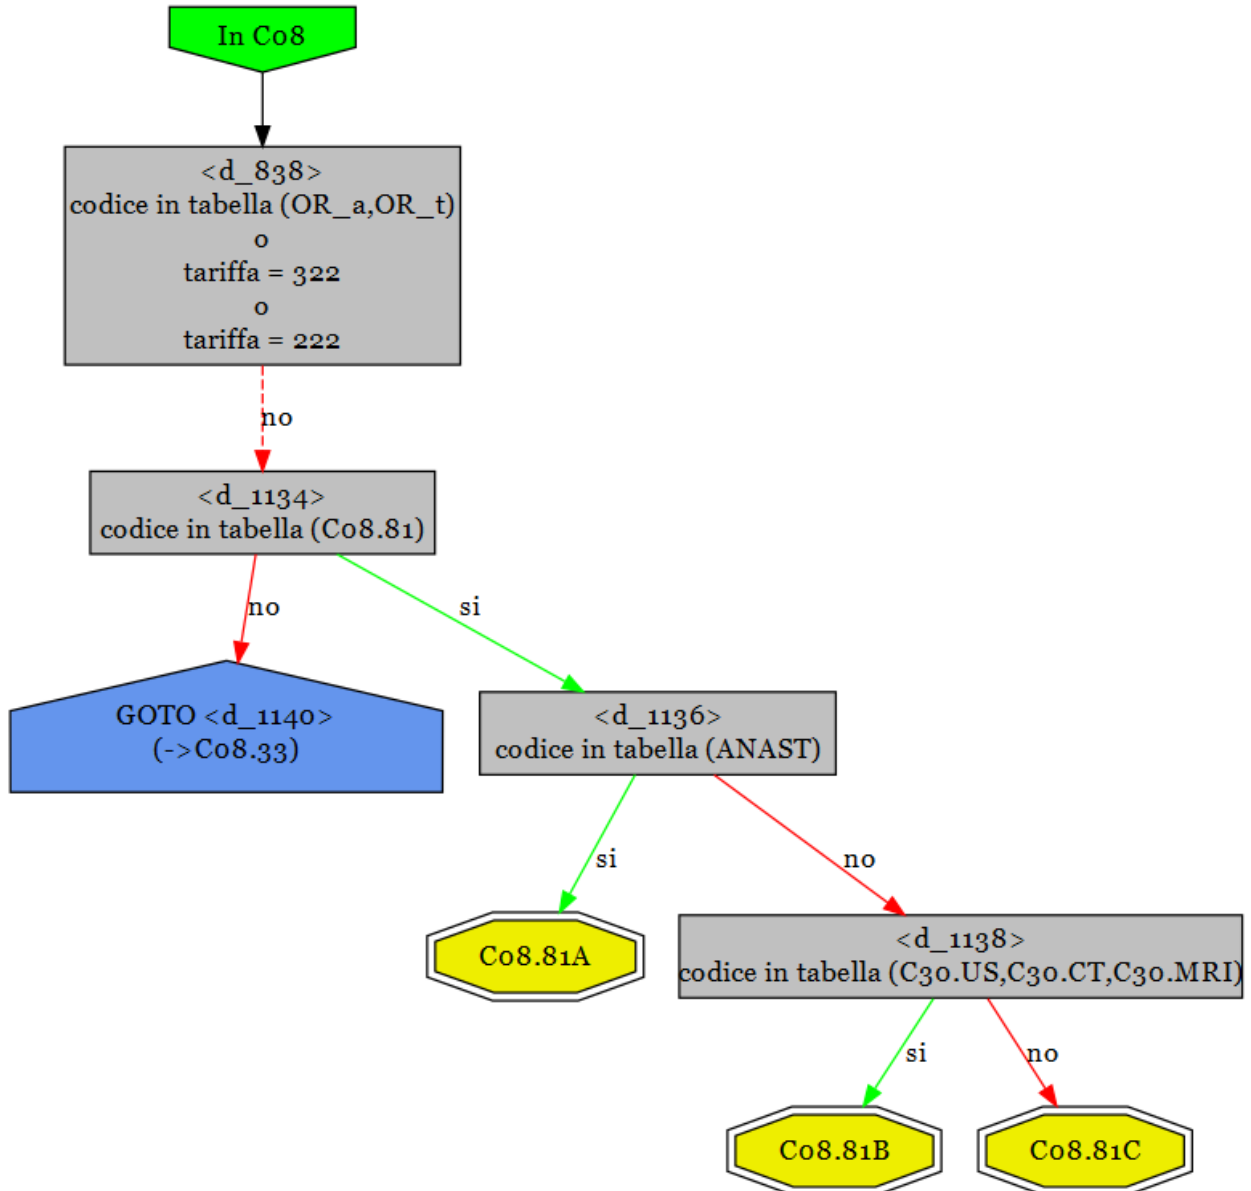 In C08
<d_838>
codice in tabella (OR_a,OR_t)
o
tariffa = 322
o
tariffa = 222
no
<d_1134>
codice in tabella (C08.81)
no
si
GOTO <d_1140>
(->C08.33)
<d_1136>
codice in tabella (ANAST)
si
no
C08.81A
<d_1138>
codice in tabella (C30.US,C30.CT,C30.MRI)
si
no
C08.81B
C08.81C